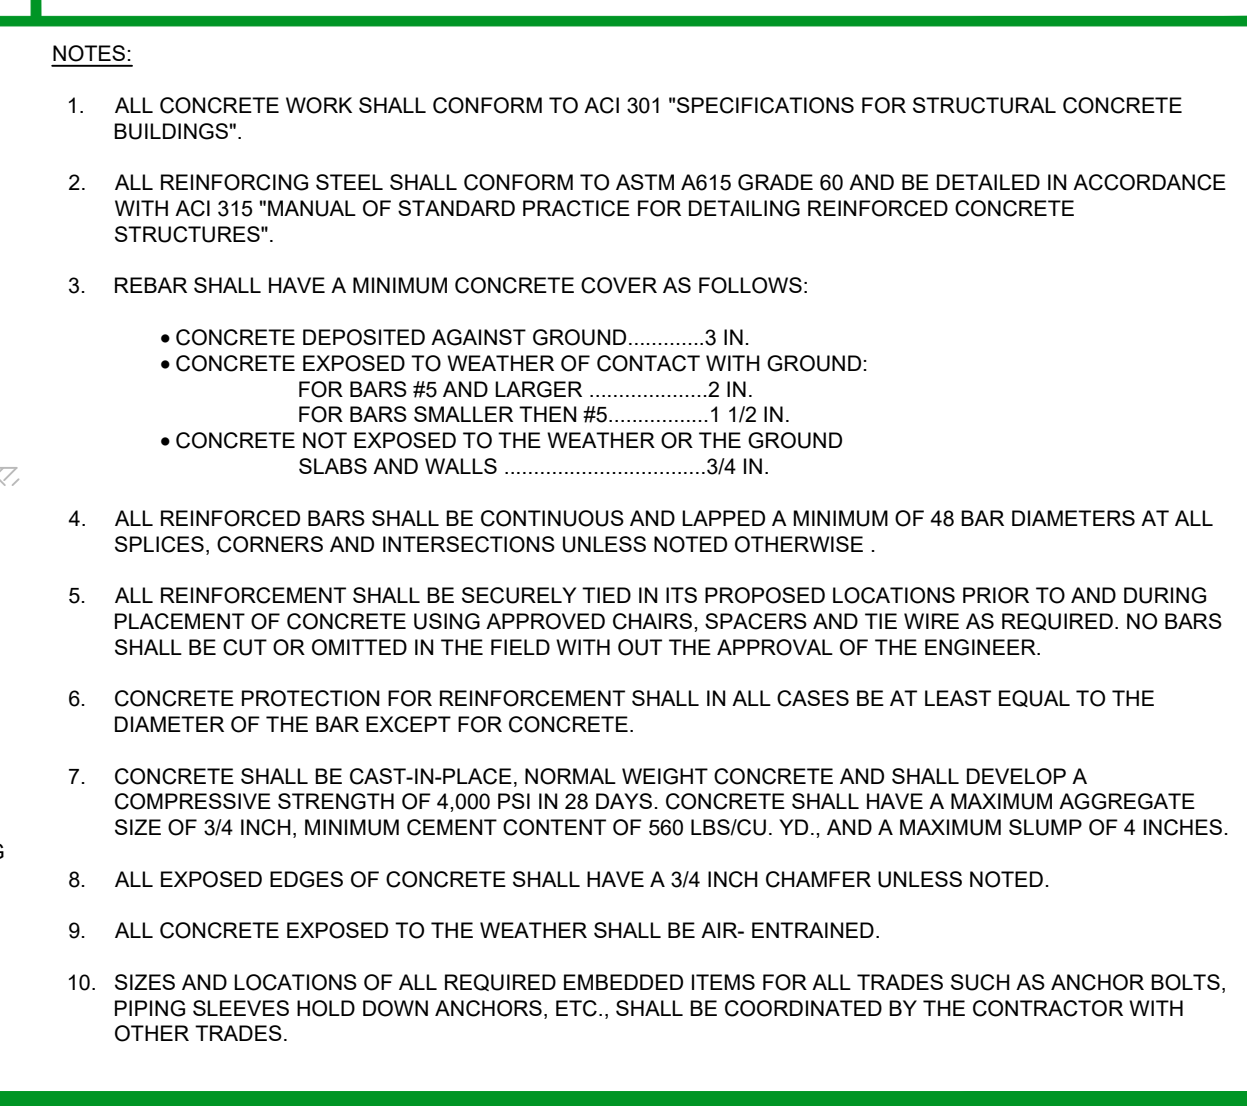 NOTES:
1. ALL CONCRETE WORK SHALL CONFORM TO ACI 301 "SPECIFICATIONS FOR STRUCTURAL CONCRETE
BUILDINGS".
2. ALL REINFORCING STEEL SHALL CONFORM TO ASTM A615 GRADE 60 AND BE DETAILED IN ACCORDANCE
WITH ACI 315 "MANUAL OF STANDARD PRACTICE FOR DETAILING REINFORCED CONCRETE
STRUCTURES".
3. REBAR SHALL HAVE A MINIMUM CONCRETE COVER AS FOLLOWS:
• CONCRETE DEPOSITED AGAINST GROUND.............3 IN.
• CONCRETE EXPOSED TO WEATHER OF CONTACT WITH GROUND:
FOR BARS #5 AND LARGER ....................2 IN.
FOR BARS SMALLER THEN #5.................1 1/2 IN.
• CONCRETE NOT EXPOSED TO THE WEATHER OR THE GROUND
SLABS AND WALLS ..................................3/4 IN.
4. ALL REINFORCED BARS SHALL BE CONTINUOUS AND LAPPED A MINIMUM OF 48 BAR DIAMETERS AT ALL
SPLICES, CORNERS AND INTERSECTIONS UNLESS NOTED OTHERWISE .
5. ALL REINFORCEMENT SHALL BE SECURELY TIED IN ITS PROPOSED LOCATIONS PRIOR TO AND DURING
PLACEMENT OF CONCRETE USING APPROVED CHAIRS, SPACERS AND TIE WIRE AS REQUIRED. NO BARS
SHALL BE CUT OR OMITTED IN THE FIELD WITH OUT THE APPROVAL OF THE ENGINEER.
6. CONCRETE PROTECTION FOR REINFORCEMENT SHALL IN ALL CASES BE AT LEAST EQUAL TO THE
DIAMETER OF THE BAR EXCEPT FOR CONCRETE.
7. CONCRETE SHALL BE CAST-IN-PLACE, NORMAL WEIGHT CONCRETE AND SHALL DEVELOP A
COMPRESSIVE STRENGTH OF 4,000 PSI IN 28 DAYS. CONCRETE SHALL HAVE A MAXIMUM AGGREGATE
SIZE OF 3/4 INCH, MINIMUM CEMENT CONTENT OF 560 LBS/CU. YD., AND A MAXIMUM SLUMP OF 4 INCHES.
8. ALL EXPOSED EDGES OF CONCRETE SHALL HAVE A 3/4 INCH CHAMFER UNLESS NOTED.
9. ALL CONCRETE EXPOSED TO THE WEATHER SHALL BE AIR- ENTRAINED.
10. SIZES AND LOCATIONS OF ALL REQUIRED EMBEDDED ITEMS FOR ALL TRADES SUCH AS ANCHOR BOLTS,
PIPING SLEEVES HOLD DOWN ANCHORS, ETC., SHALL BE COORDINATED BY THE CONTRACTOR WITH
OTHER TRADES.